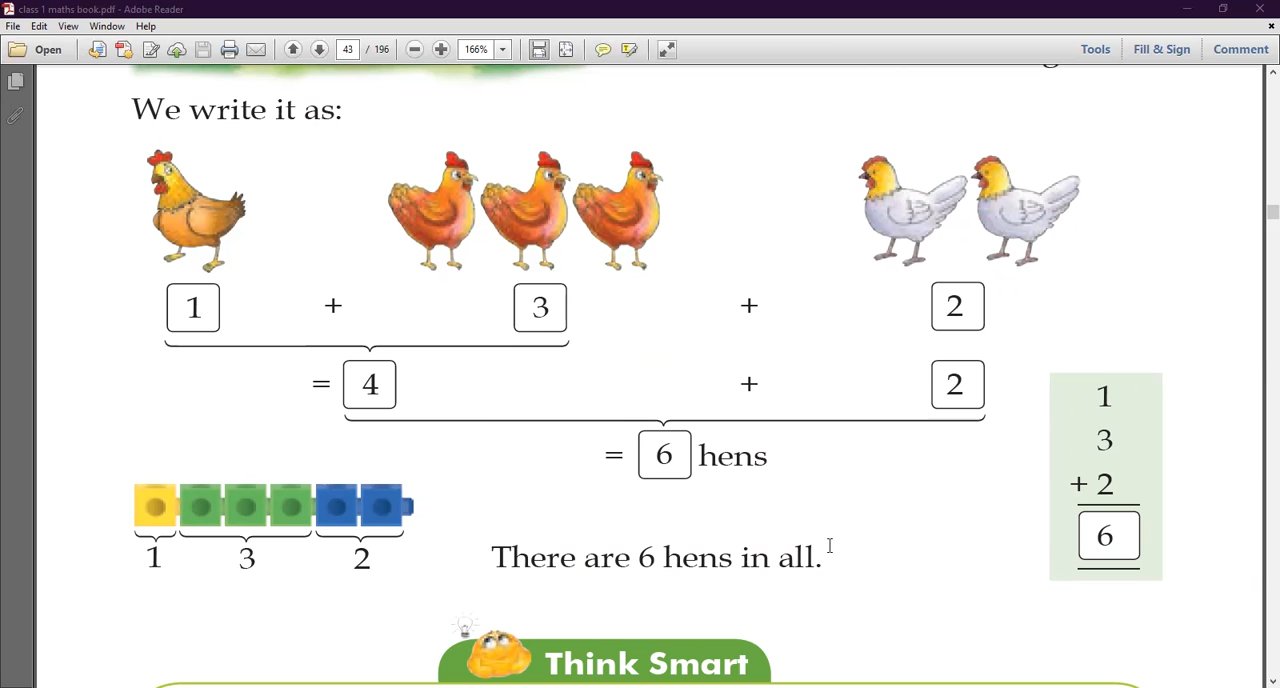 class 1 maths book.pdf - Adobe Reader
File Edit View Window Help
Open 43 / 196 166% Tools Fill & Sign Comment
We write it as:
1 + 3 + 2
= 4 + 2
= 6 hens
1
3
+ 2
6
1 3 2
There are 6 hens in all.
Think Smart